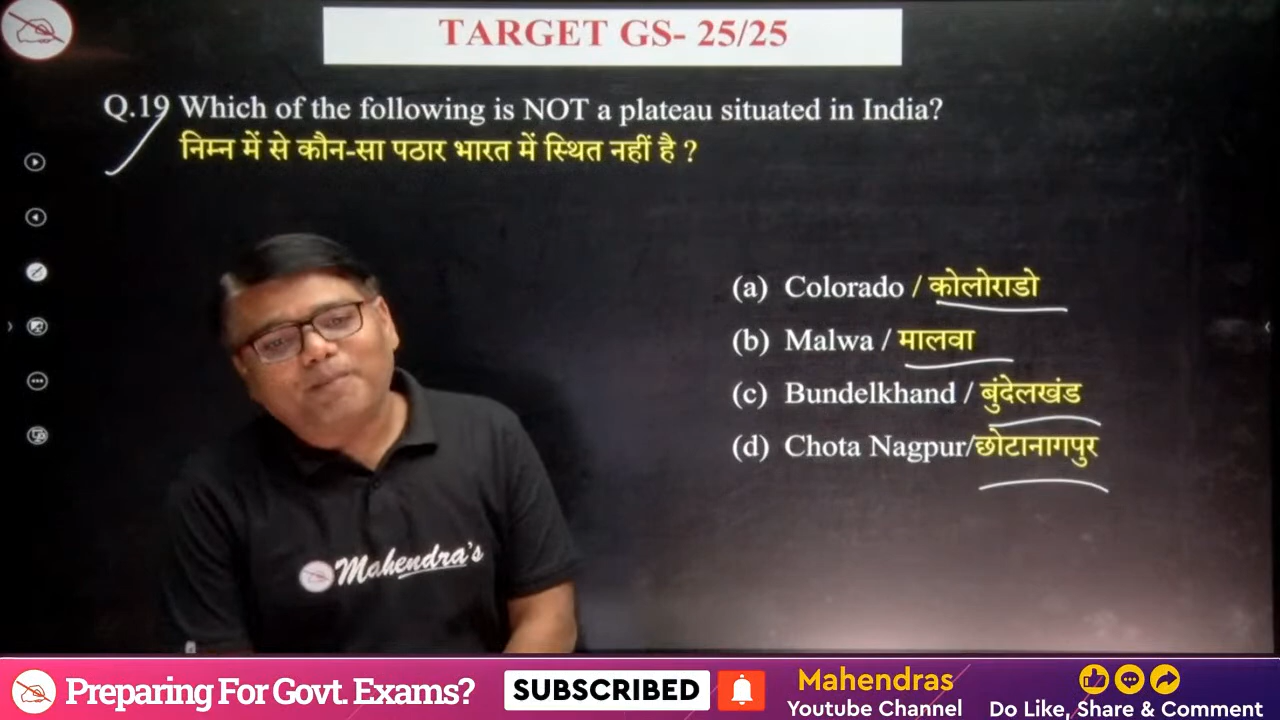 TARGET GS- 25/25
Q.19 Which of the following is NOT a plateau situated in India?
निम्न में से कौन-सा पठार भारत में स्थित नहीं है ?
(a) Colorado / कोलोराडो
(b) Malwa / मालवा
(c) Bundelkhand / बुंदेलखंड
(d) Chota Nagpur/छोटानागपुर
Mahendra's
Preparing For Govt. Exams?
SUBSCRIBED
Mahendras
Youtube Channel
Do Like, Share & Comment